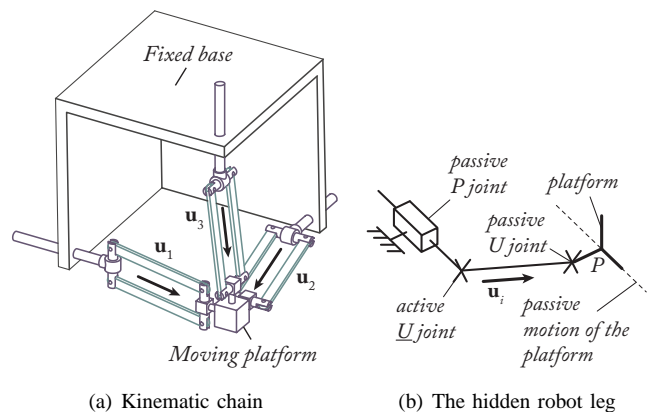 Fixed base
u3
u1
u2
Moving platform
(a) Kinematic chain
passive
P joint
platform
passive
U joint
P
active
U joint
ui
passive
motion of the
platform
(b) The hidden robot leg